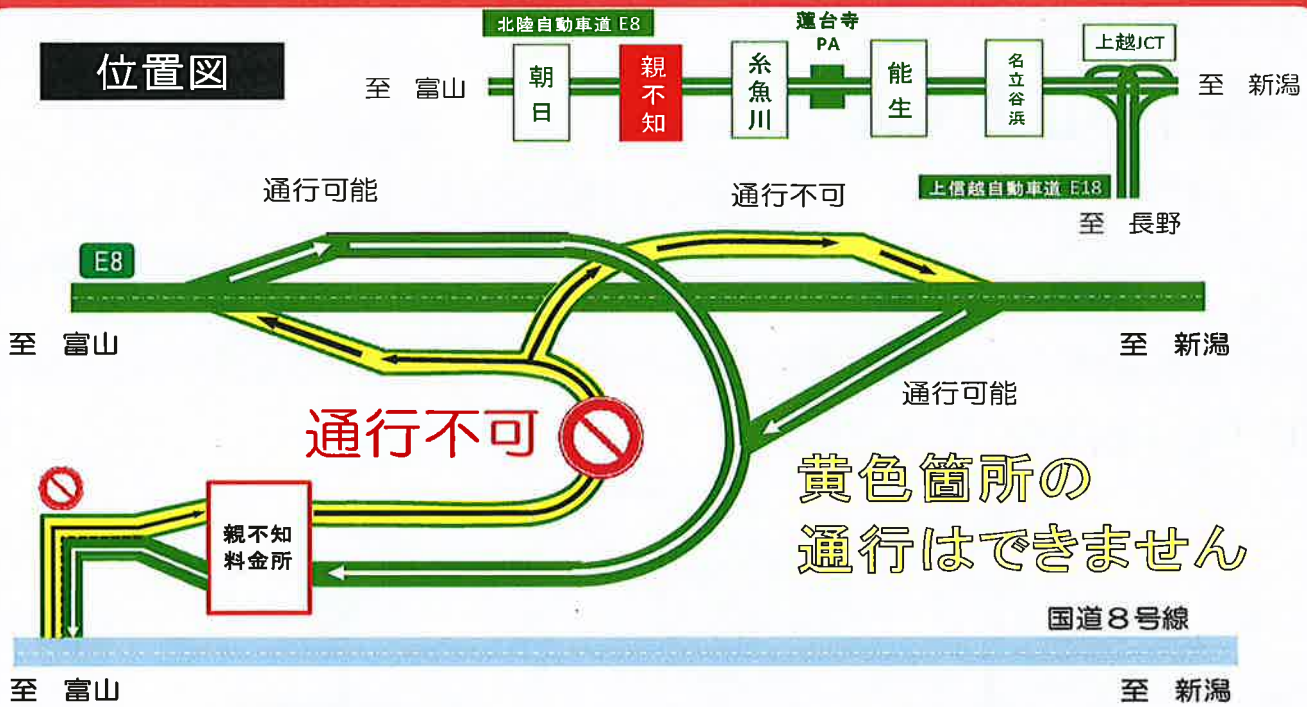 位置図
北陸自動車道 E8
至 富山
朝日
親不知
糸魚川
蓮台寺
PA
能生
名立谷浜
上越JCT
至 新潟
上信越自動車道 E18
至 長野
通行可能
通行不可
E8
至 富山
至 新潟
通行可能
通行不可
黄色箇所の
通行はできません
親不知
料金所
国道8号線
至 富山
至 新潟